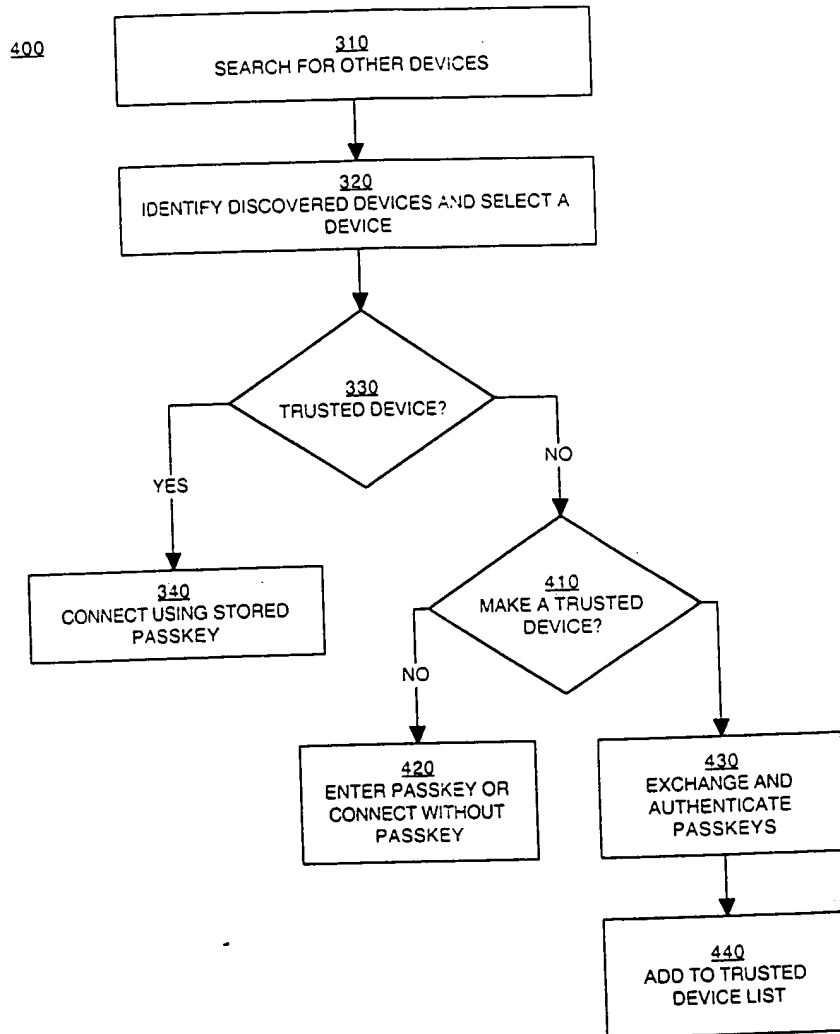 400
310
SEARCH FOR OTHER DEVICES
320
IDENTIFY DISCOVERED DEVICES AND SELECT A
DEVICE
330
TRUSTED DEVICE?
YES
NO
340
CONNECT USING STORED
PASSKEY
410
MAKE A TRUSTED
DEVICE?
NO
420
ENTER PASSKEY OR
CONNECT WITHOUT
PASSKEY
430
EXCHANGE AND
AUTHENTICATE
PASSKEYS
440
ADD TO TRUSTED
DEVICE LIST